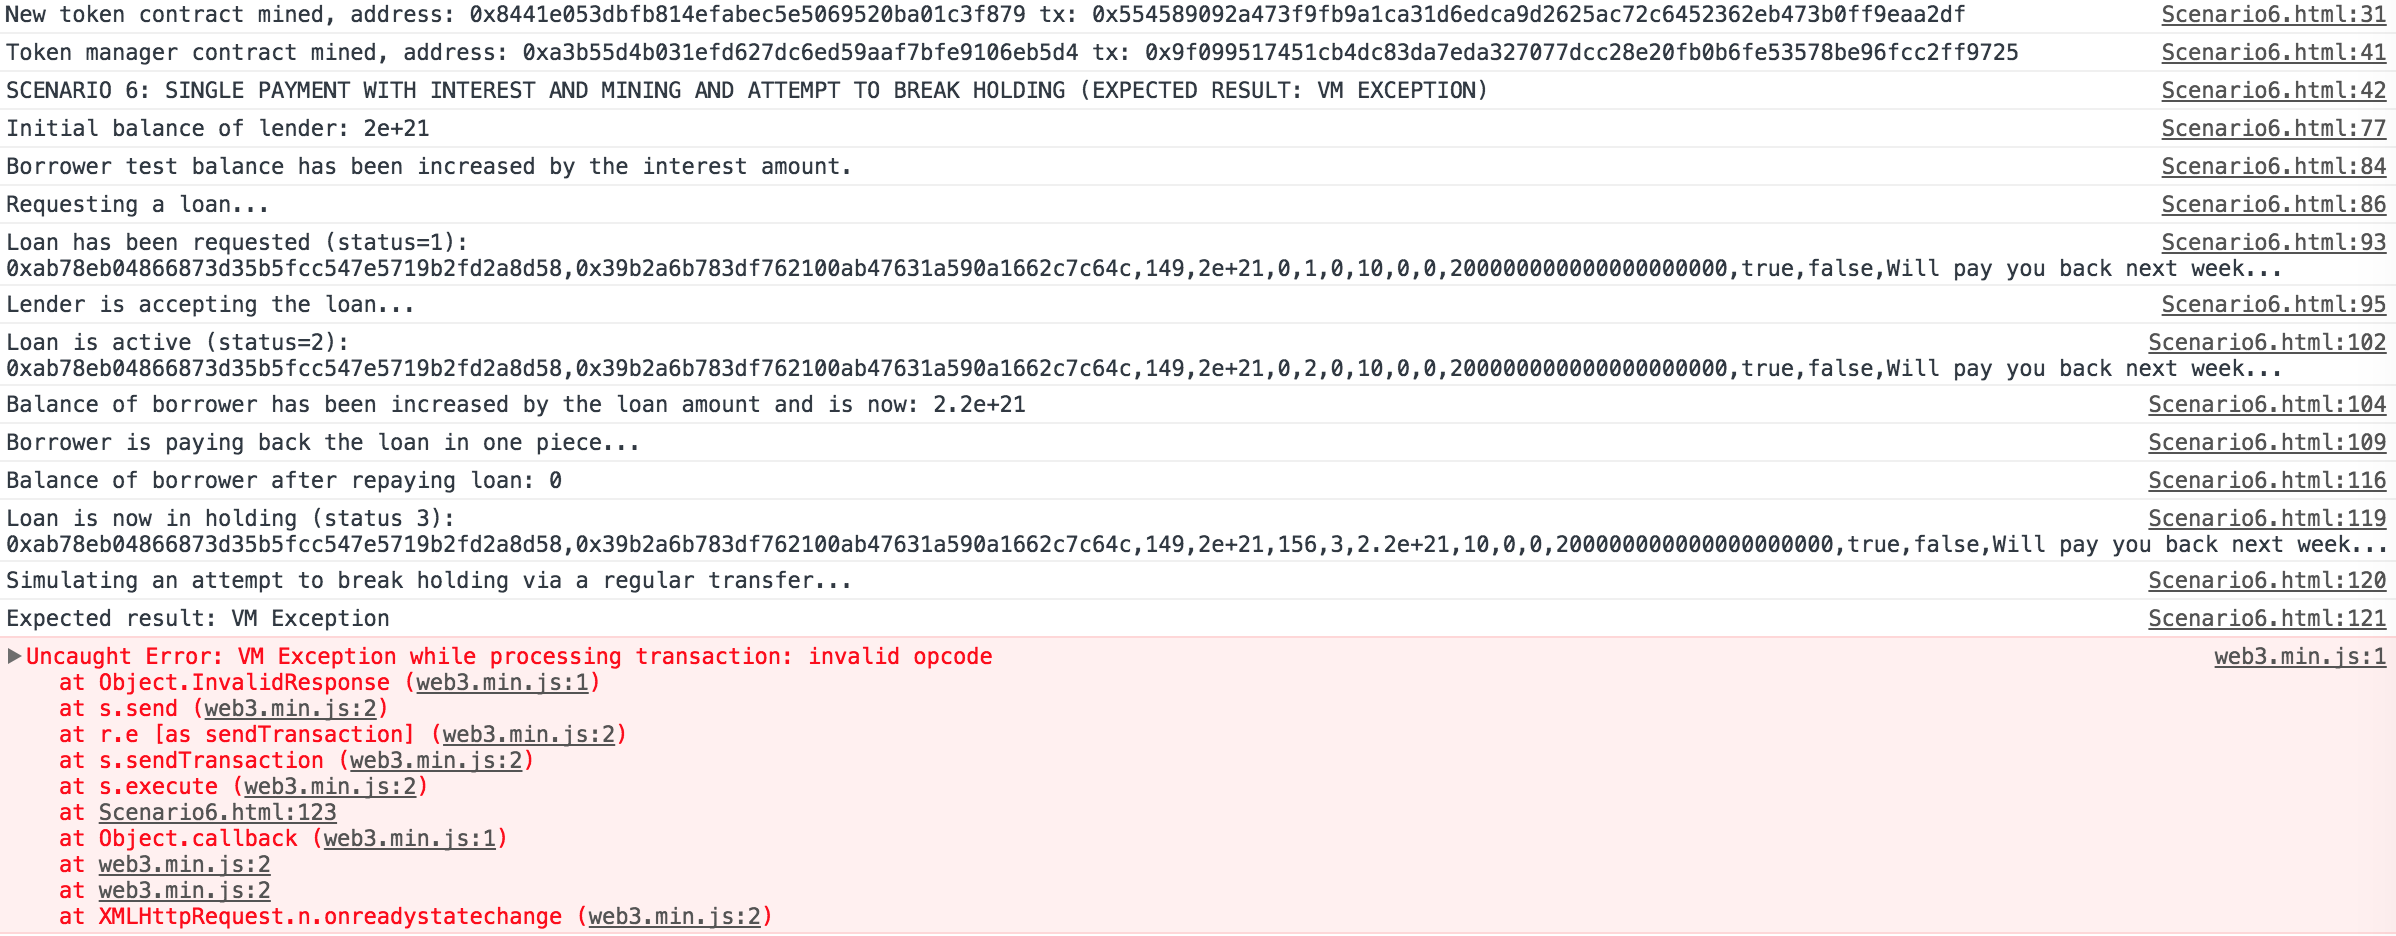 New token contract mined, address: 0x8441e053dbfb814efabec5e5069520ba01c3f879 tx: 0x554589092a473f9fb9a1ca31d6edca9d2625ac72c6452362eb473b0ff9eaa2df Scenario6.html:31
Token manager contract mined, address: 0xa3b55d4b031efd627dc6ed59aaf7bfe9106eb5d4 tx: 0x9f099517451cb4dc83da7eda327077dcc28e20fb0b6fe53578be96fcc2ff9725 Scenario6.html:41
SCENARIO 6: SINGLE PAYMENT WITH INTEREST AND MINING AND ATTEMPT TO BREAK HOLDING (EXPECTED RESULT: VM EXCEPTION) Scenario6.html:42
Initial balance of lender: 2e+21 Scenario6.html:77
Borrower test balance has been increased by the interest amount. Scenario6.html:84
Requesting a loan... Scenario6.html:86
Loan has been requested (status=1): Scenario6.html:93
0xab78eb04866873d35b5fcc547e5719b2fd2a8d58,0x39b2a6b783df762100ab47631a590a1662c7c64c,149,2e+21,0,1,0,10,0,0,200000000000000000000,true,false,Will pay you back next week...
Lender is accepting the loan... Scenario6.html:95
Loan is active (status=2): Scenario6.html:102
0xab78eb04866873d35b5fcc547e5719b2fd2a8d58,0x39b2a6b783df762100ab47631a590a1662c7c64c,149,2e+21,0,2,0,10,0,0,200000000000000000000,true,false,Will pay you back next week...
Balance of borrower has been increased by the loan amount and is now: 2.2e+21 Scenario6.html:104
Borrower is paying back the loan in one piece... Scenario6.html:109
Balance of borrower after repaying loan: 0 Scenario6.html:116
Loan is now in holding (status 3): Scenario6.html:119
0xab78eb04866873d35b5fcc547e5719b2fd2a8d58,0x39b2a6b783df762100ab47631a590a1662c7c64c,149,2e+21,156,3,2.2e+21,10,0,0,200000000000000000000,true,false,Will pay you back next week...
Simulating an attempt to break holding via a regular transfer... Scenario6.html:120
Expected result: VM Exception Scenario6.html:121
▶Uncaught Error: VM Exception while processing transaction: invalid opcode web3.min.js:1
at Object.InvalidResponse (web3.min.js:1)
at s.send (web3.min.js:2)
at r.e [as sendTransaction] (web3.min.js:2)
at s.sendTransaction (web3.min.js:2)
at s.execute (web3.min.js:2)
at Scenario6.html:123
at Object.callback (web3.min.js:1)
at web3.min.js:2
at web3.min.js:2
at XMLHttpRequest.n.onreadystatechange (web3.min.js:2)